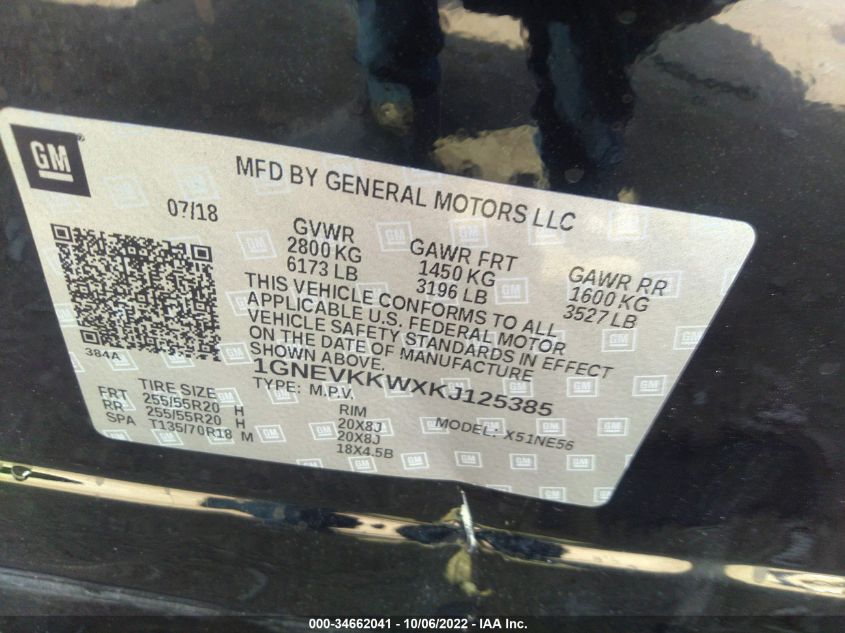 GM
MFD BY GENERAL MOTORS LLC
07/18
GVWR
2800 KG
6173 LB
GAWR FRT
1450 KG
3196 LB
GAWR RR
1600 KG
3527 LB
THIS VEHICLE CONFORMS TO ALL
APPLICABLE U.S. FEDERAL MOTOR
VEHICLE SAFETY STANDARDS IN EFFECT
ON THE DATE OF MANUFACTURE
SHOWN ABOVE.
384A
1GNEVKKWXKJ125385
TYPE: M.P.V.
MODEL: X51NE56
TIRE SIZE RIM
FRT 255/55R20 H 20X8J
RR 255/55R20 H 20X8J
SPA T135/70R18 M 18X4.5B
000-34662041 - 10/06/2022 - IAA Inc.